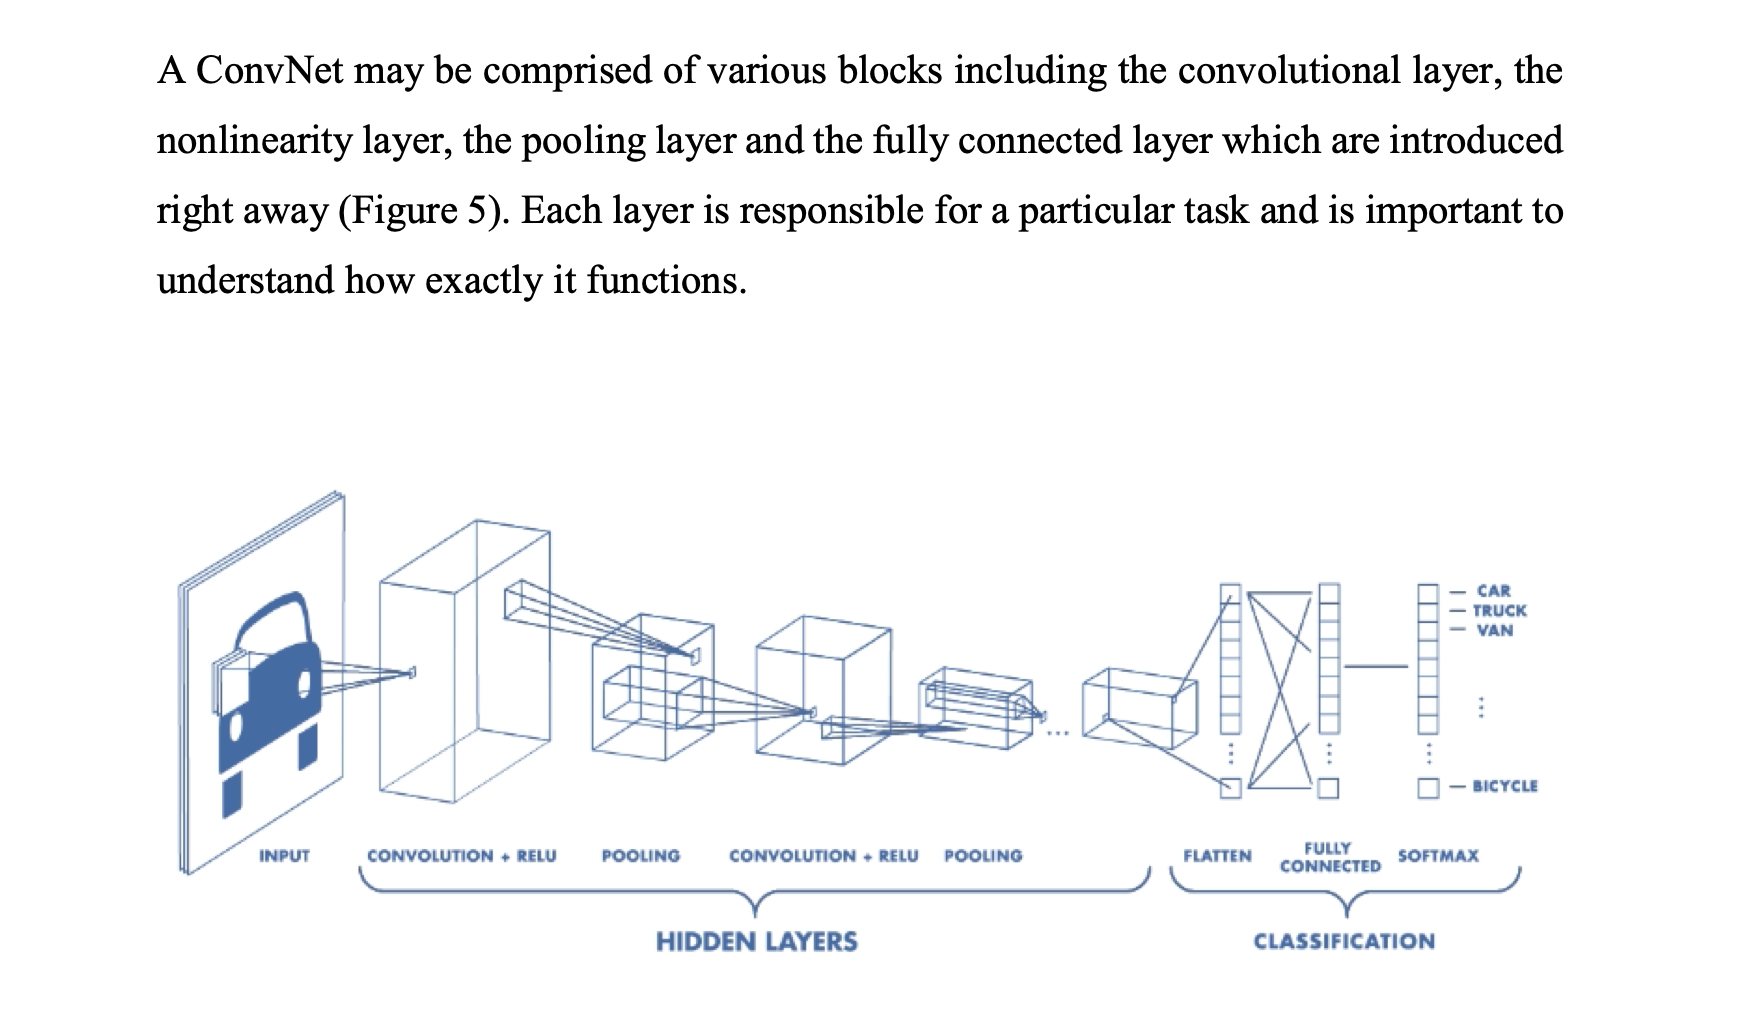 A ConvNet may be comprised of various blocks including the convolutional layer, the
nonlinearity layer, the pooling layer and the fully connected layer which are introduced
right away (Figure 5). Each layer is responsible for a particular task and is important to
understand how exactly it functions.
CAR
TRUCK
VAN
BICYCLE
INPUT
CONVOLUTION + RELU
POOLING
CONVOLUTION + RELU
POOLING
FLATTEN
FULLY
CONNECTED
SOFTMAX
HIDDEN LAYERS
CLASSIFICATION